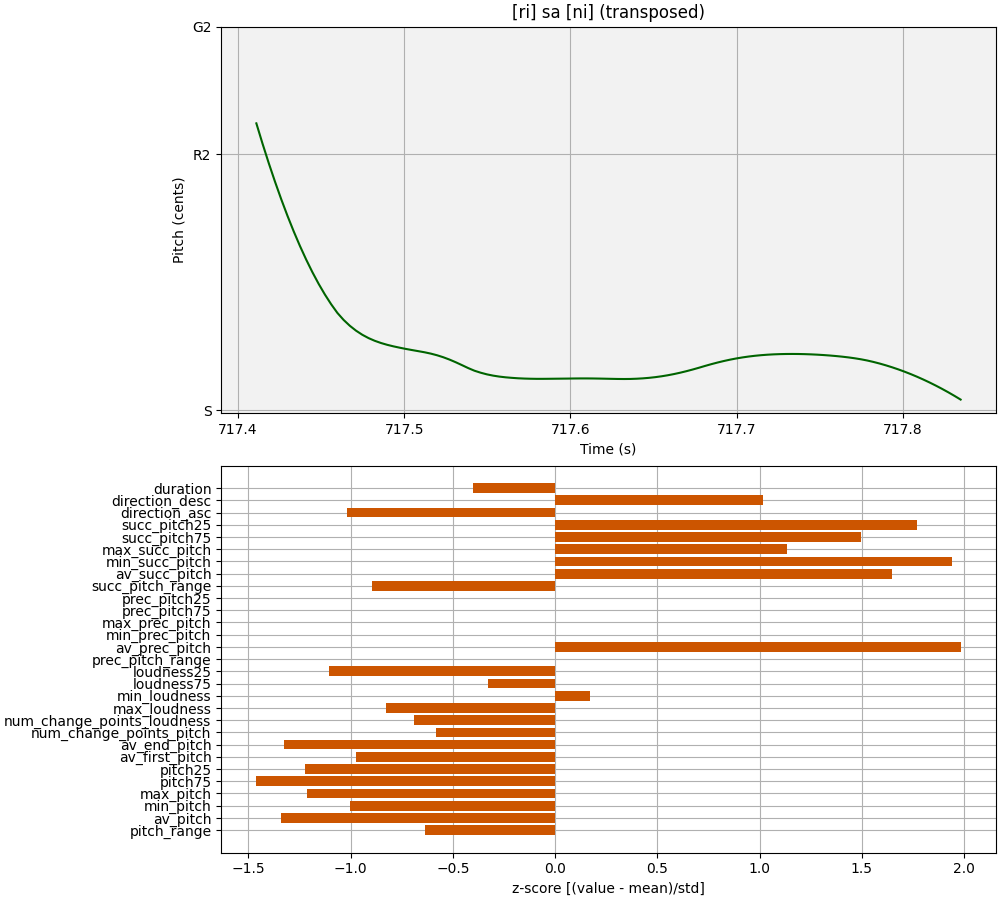 [ri] sa [ni] (transposed)
G2
R2
S
Pitch (cents)
717.4 717.5 717.6 717.7 717.8
Time (s)
duration
direction_desc
direction_asc
succ_pitch25
succ_pitch75
max_succ_pitch
min_succ_pitch
av_succ_pitch
succ_pitch_range
prec_pitch25
prec_pitch75
max_prec_pitch
min_prec_pitch
av_prec_pitch
prec_pitch_range
loudness25
loudness75
min_loudness
max_loudness
num_change_points_loudness
num_change_points_pitch
av_end_pitch
av_first_pitch
pitch25
pitch75
max_pitch
min_pitch
av_pitch
pitch_range
−1.5 −1.0 −0.5 0.0 0.5 1.0 1.5 2.0
z-score [(value - mean)/std]